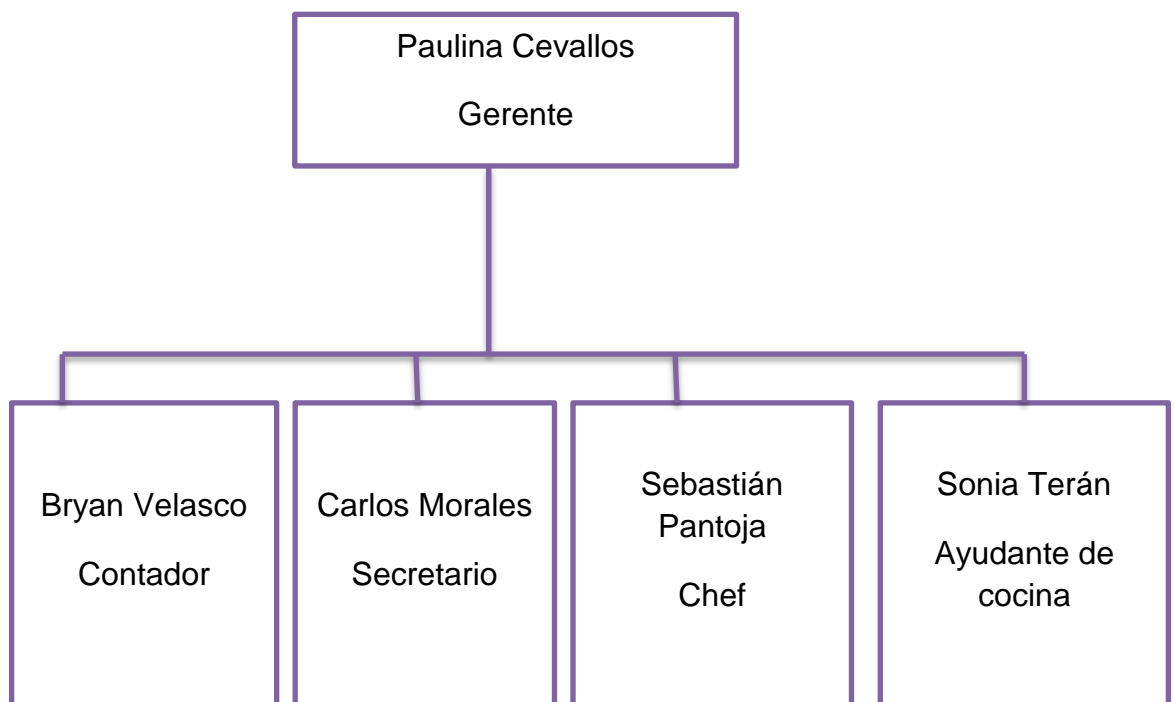 Paulina Cevallos
Gerente
Bryan Velasco
Contador
Carlos Morales
Secretario
Sebastián
Pantoja
Chef
Sonia Terán
Ayudante de
cocina